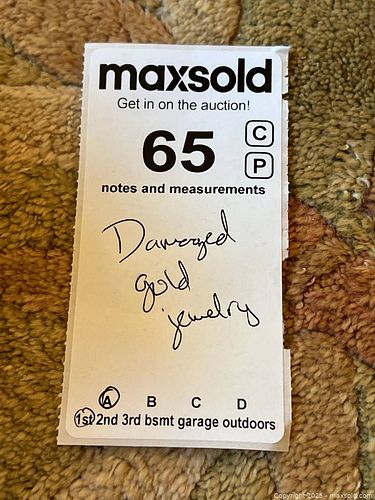 maxsold
Get in on the auction!
65 C
P
notes and measurements
Damaged
gold
jewelry
A B C D
1st 2nd 3rd bsmt garage outdoors
Copyright 2025 - maxsold.com